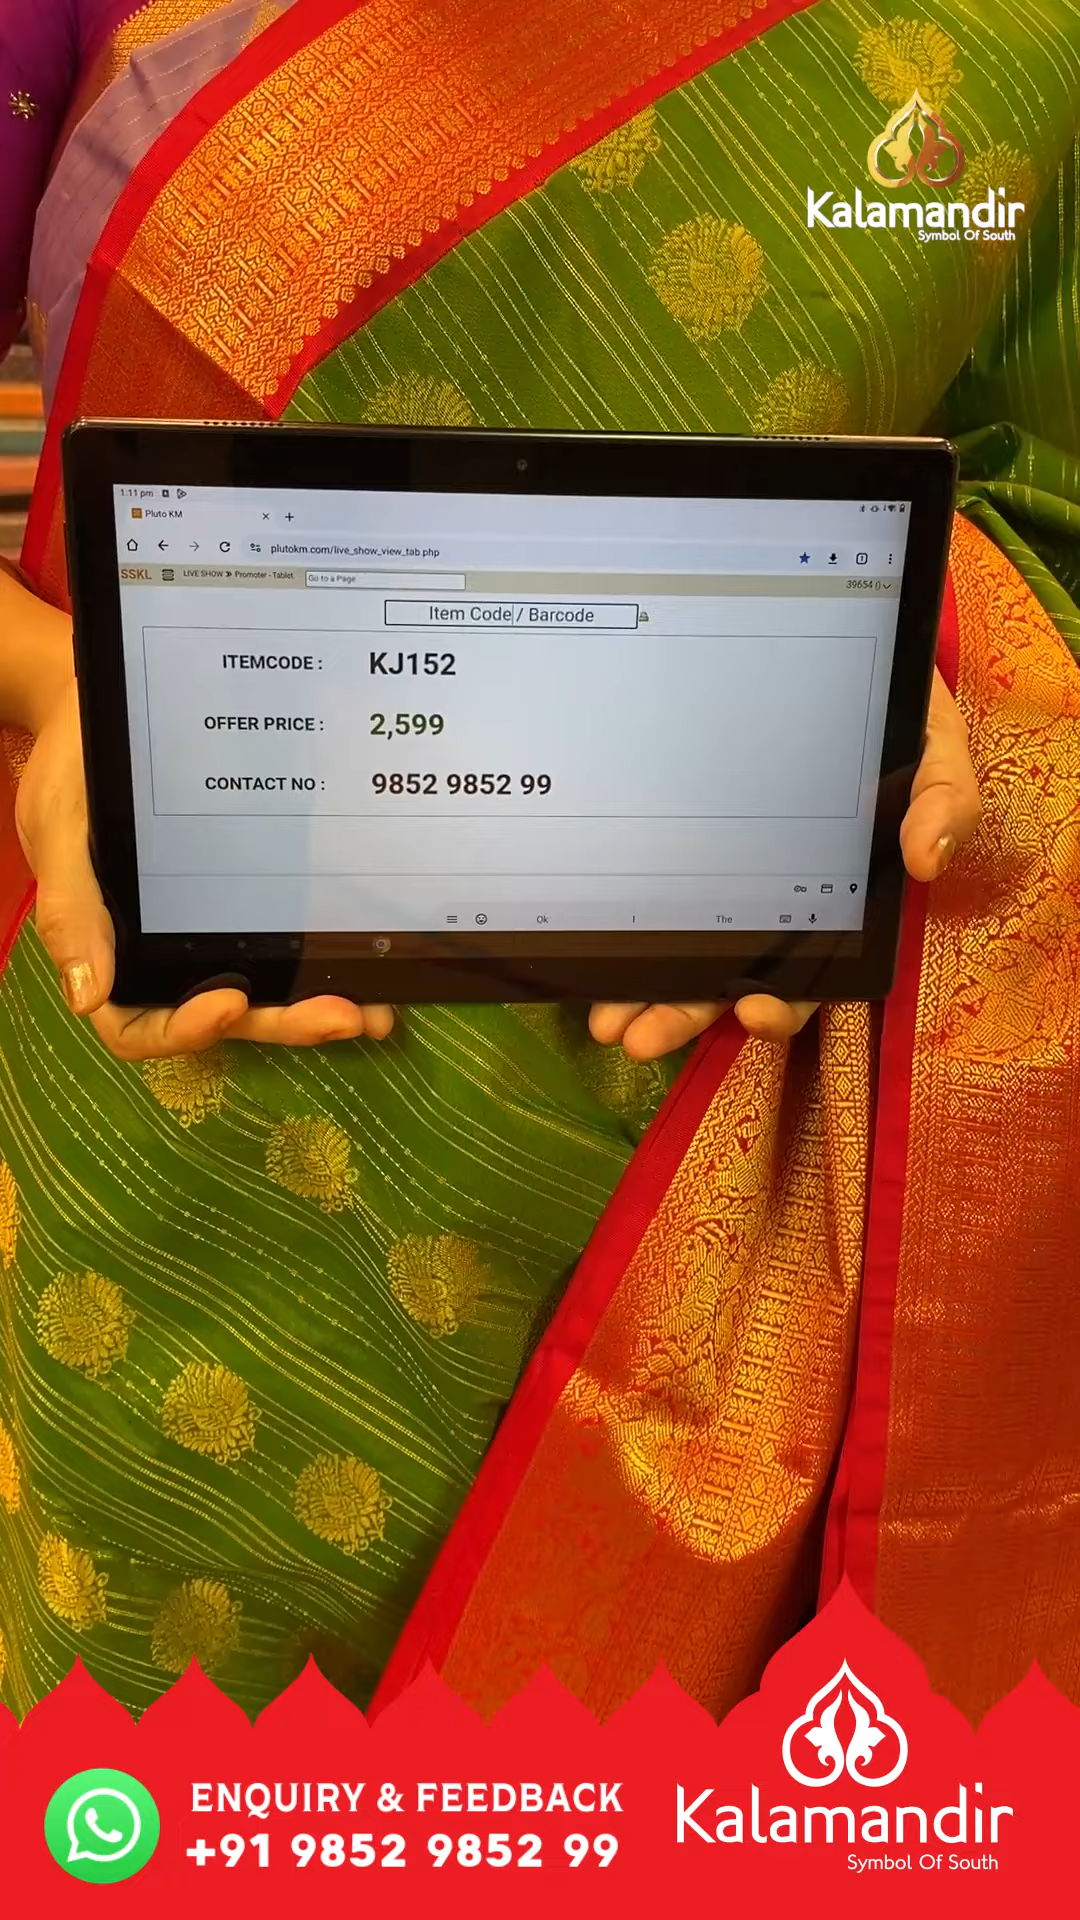 Kalamandir
Symbol Of South
1:11 pm
Pluto KM
plutokm.com/live_show_view_tab.php
SSKL
LIVE SHOW » Promoter - Tablet
Go to a Page
39654 ()
Item Code / Barcode
ITEMCODE : KJ152
OFFER PRICE : 2,599
CONTACT NO : 9852 9852 99
Ok I The
ENQUIRY & FEEDBACK
+91 9852 9852 99
Kalamandir
Symbol Of South